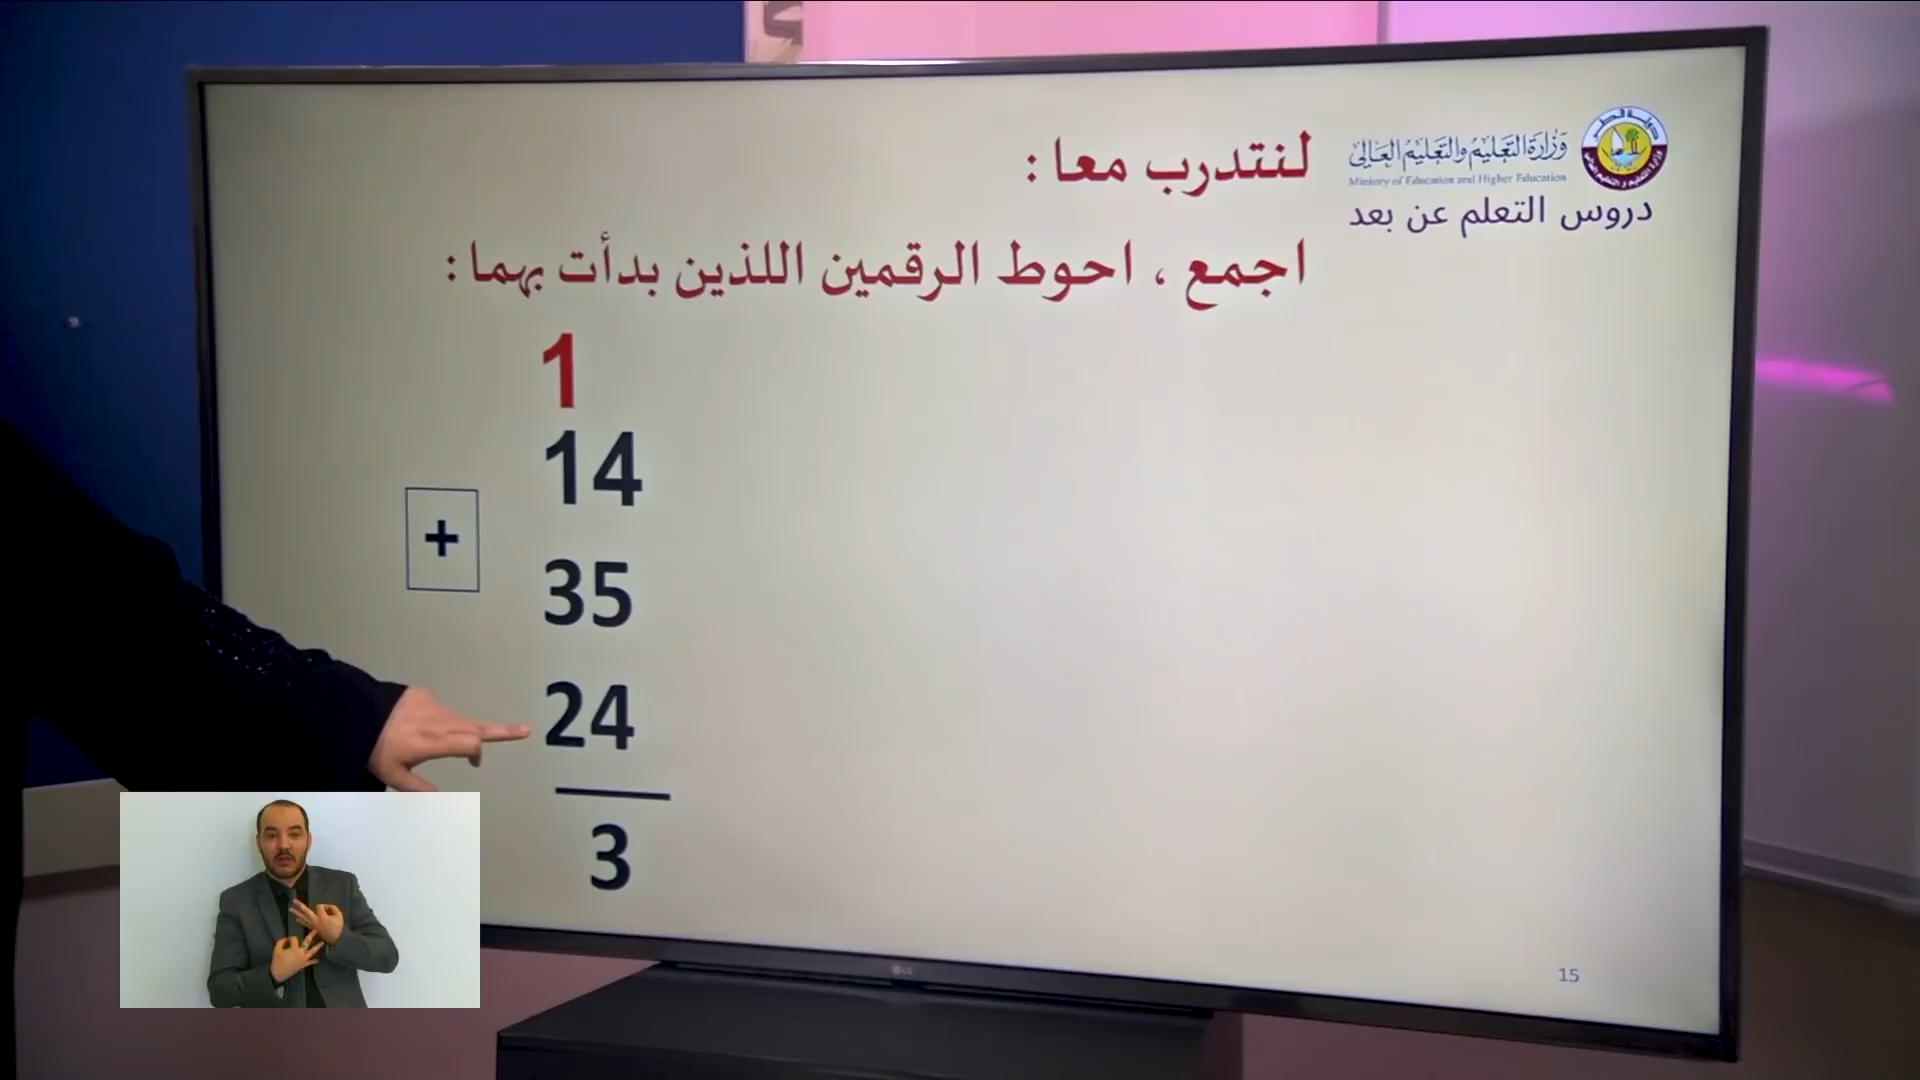 وزارة التعليم والتعليم العالي
Ministry of Education and Higher Education
دروس التعلم عن بعد
لنتدرب معا :
اجمع ، احوط الرقمين اللذين بدأت بهما :
1
14
+
35
24
3
LG
15